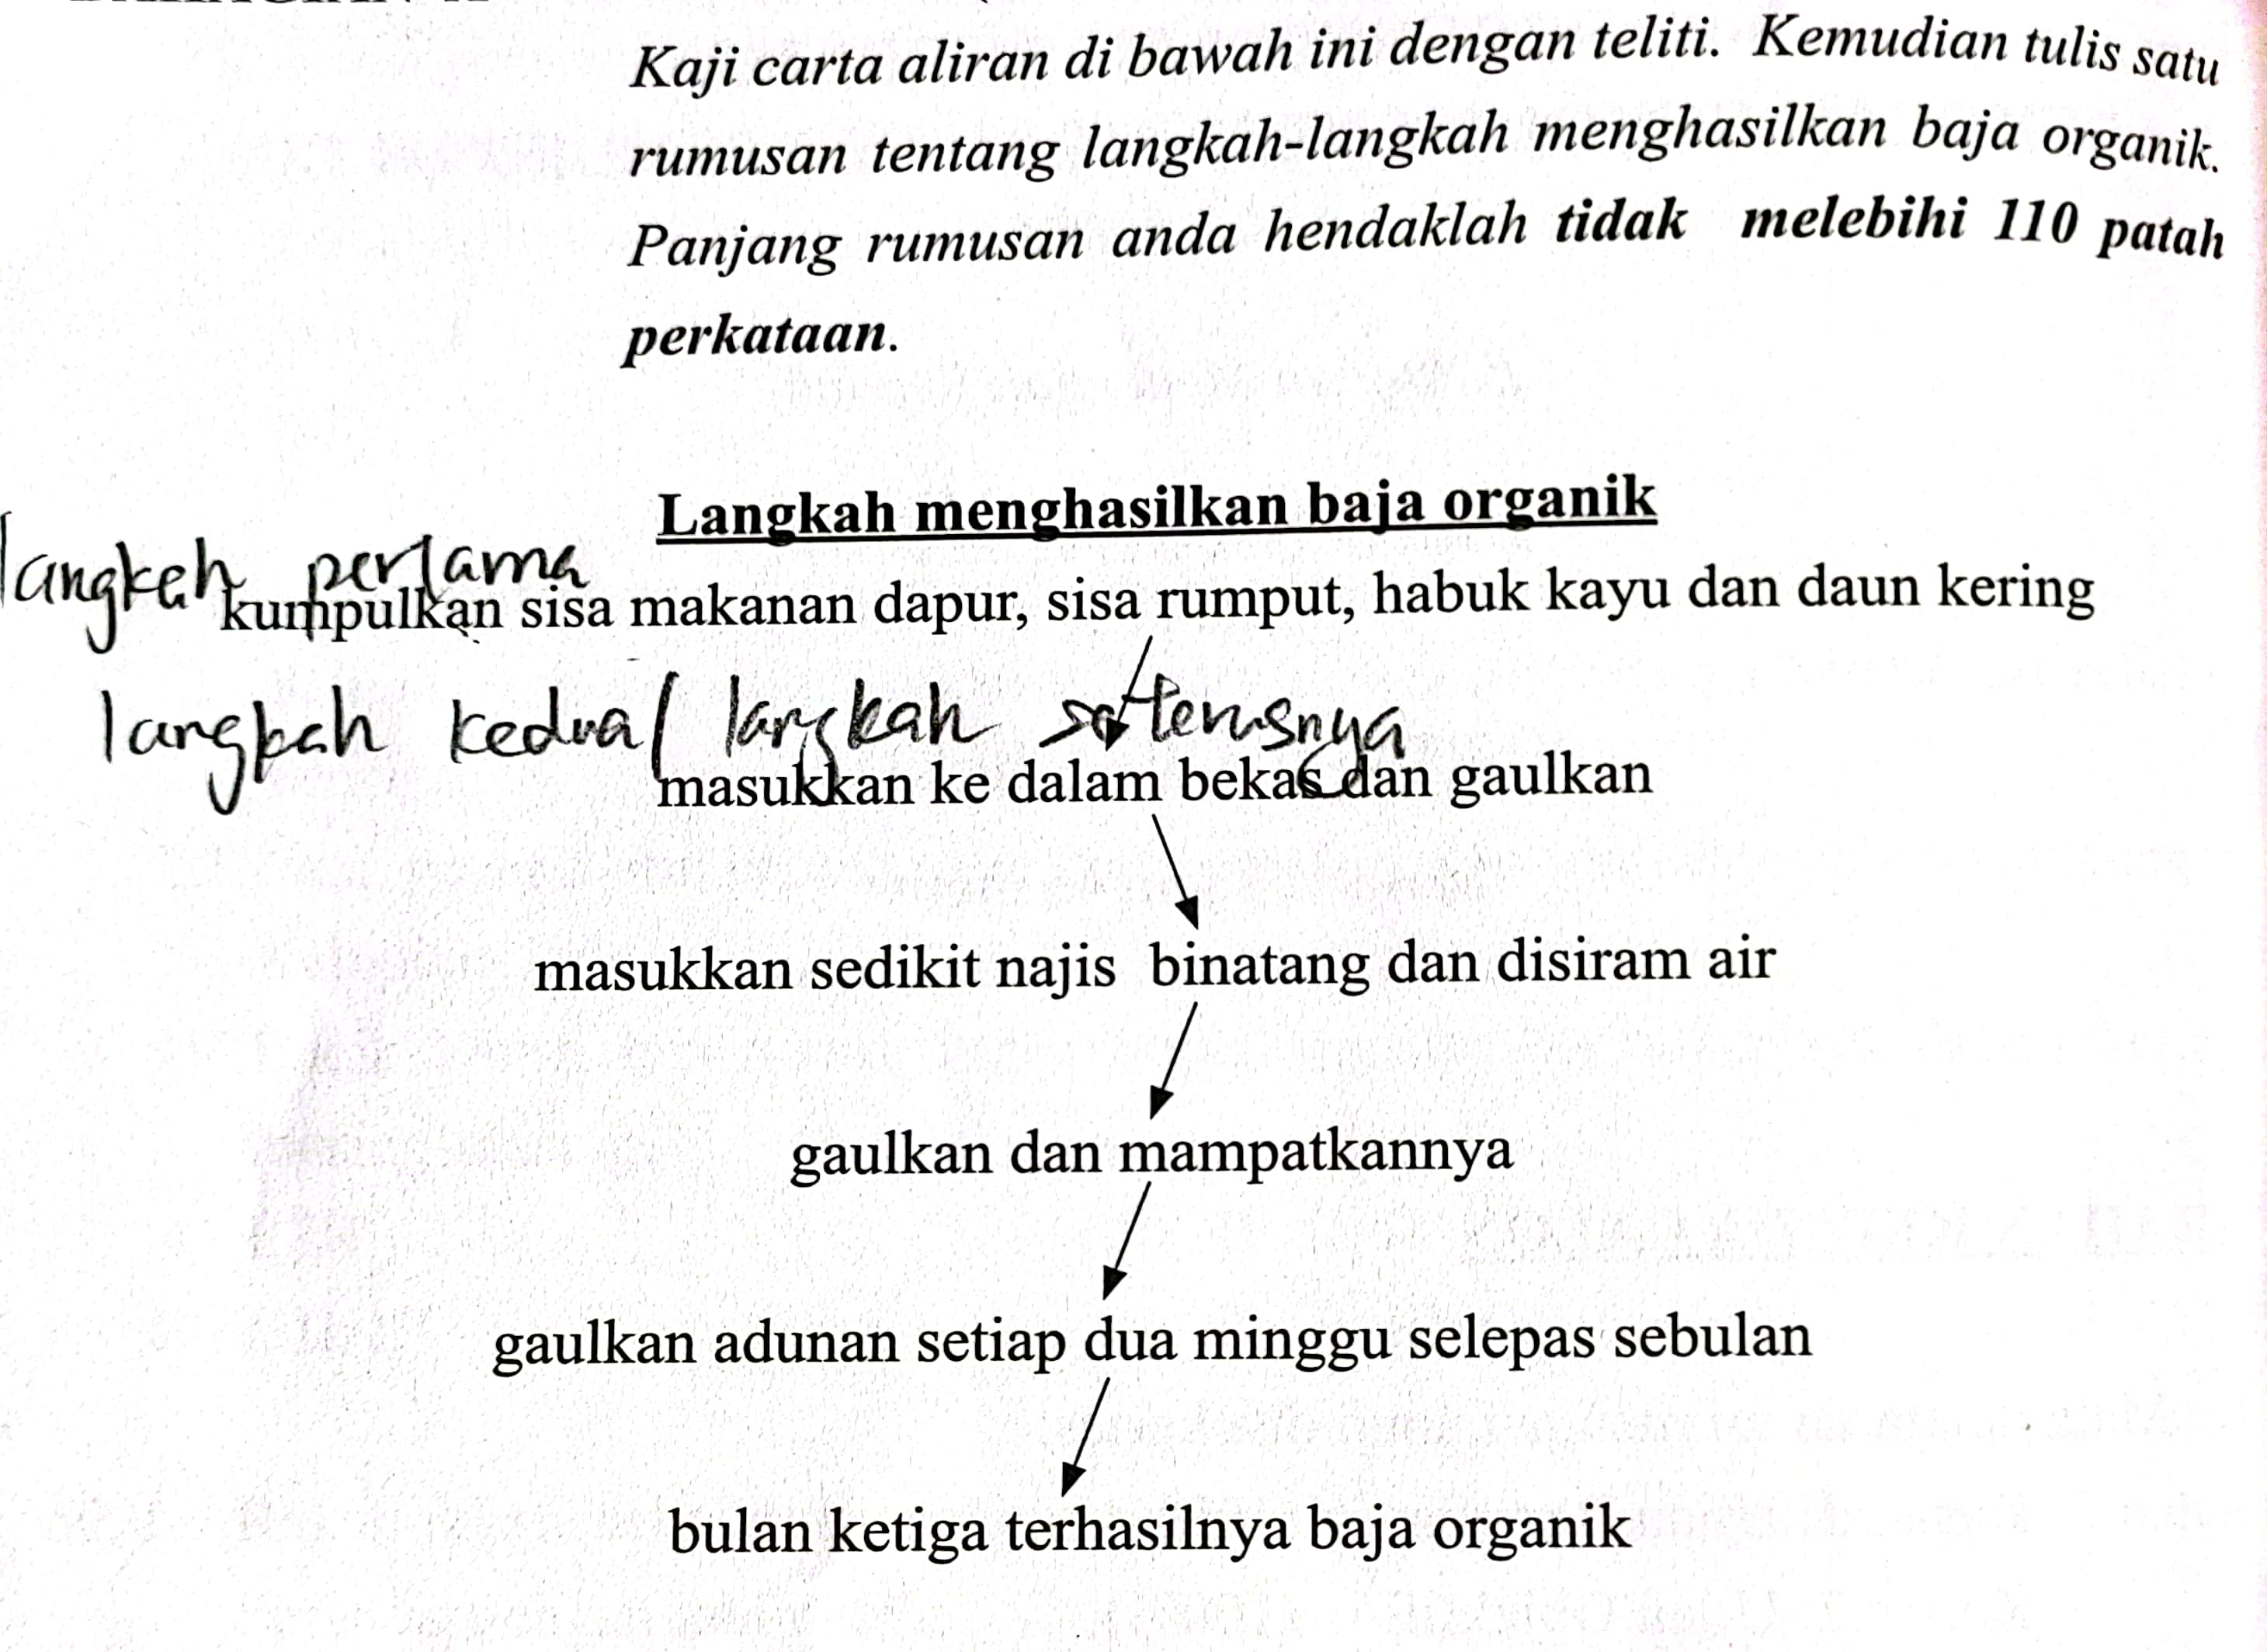 Kaji carta aliran di bawah ini dengan teliti. Kemudian tulis satu
rumusan tentang langkah-langkah menghasilkan baja organik.
Panjang rumusan anda hendaklah tidak melebihi 110 patah
perkataan.
Langkah menghasilkan baja organik
langkah pertama
kumpulkan sisa makanan dapur, sisa rumput, habuk kayu dan daun kering
langkah kedua/ langkah seterusnya
masukkan ke dalam bekas dan gaulkan
masukkan sedikit najis binatang dan disiram air
gaulkan dan mampatkannya
gaulkan adunan setiap dua minggu selepas sebulan
bulan ketiga terhasilnya baja organik